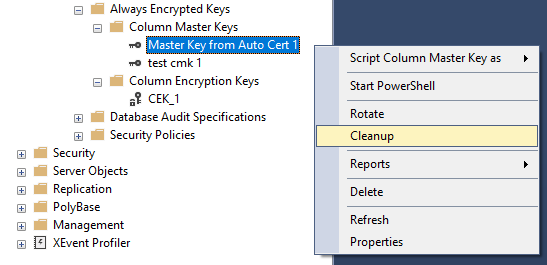 Always Encrypted Keys
Column Master Keys
Master Key from Auto Cert 1
test cmk 1
Column Encryption Keys
CEK_1
Database Audit Specifications
Security Policies
Security
Server Objects
Replication
PolyBase
Management
XEvent Profiler
Script Column Master Key as
Start PowerShell
Rotate
Cleanup
Reports
Delete
Refresh
Properties